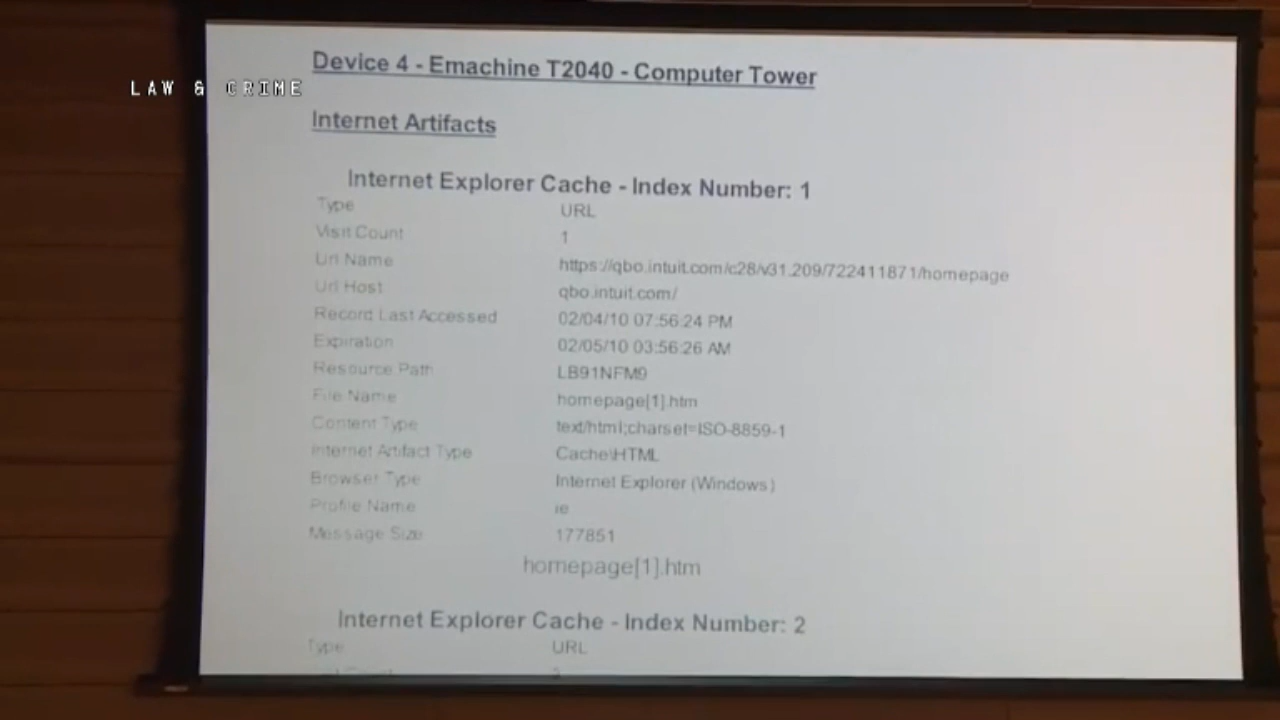 LAW & CRIME
Device 4 - Emachine T2040 - Computer Tower
Internet Artifacts
Internet Explorer Cache - Index Number: 1
Type URL
Visit Count 1
Url Name https://qbo.intuit.com/c28/v31.209/722411871/homepage
Url Host qbo.intuit.com/
Record Last Accessed 02/04/10 07:56:24 PM
Expiration 02/05/10 03:56:26 AM
Resource Path LB91NFM9
File Name homepage[1].htm
Content Type text/html;charset=ISO-8859-1
Internet Artifact Type Cache\HTML
Browser Type Internet Explorer (Windows)
Profile Name ie
Message Size 177851
homepage[1].htm
Internet Explorer Cache - Index Number: 2
Type URL